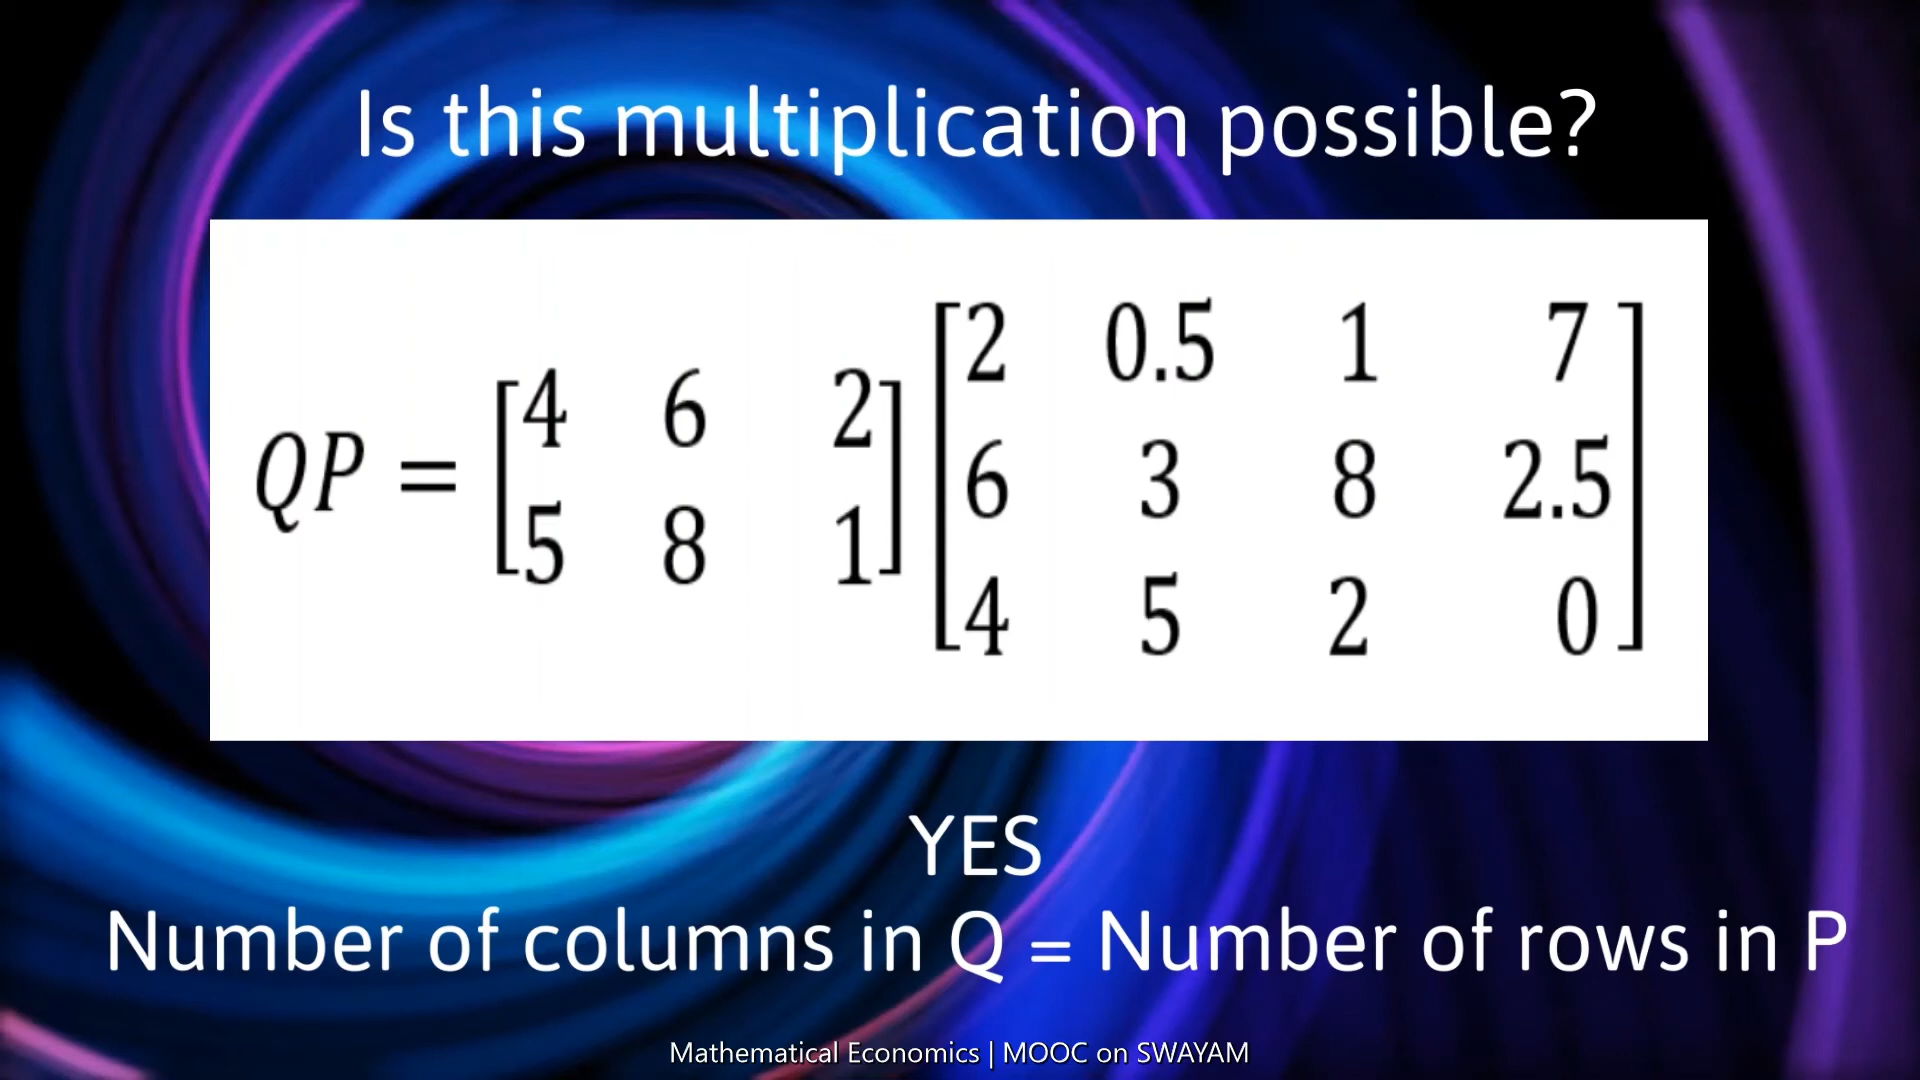 Is this multiplication possible?
QP = [4 6 2] [2 0.5 1 7]
[5 8 1] [6 3 8 2.5]
[4 5 2 0]
YES
Number of columns in Q = Number of rows in P
Mathematical Economics | MOOC on SWAYAM